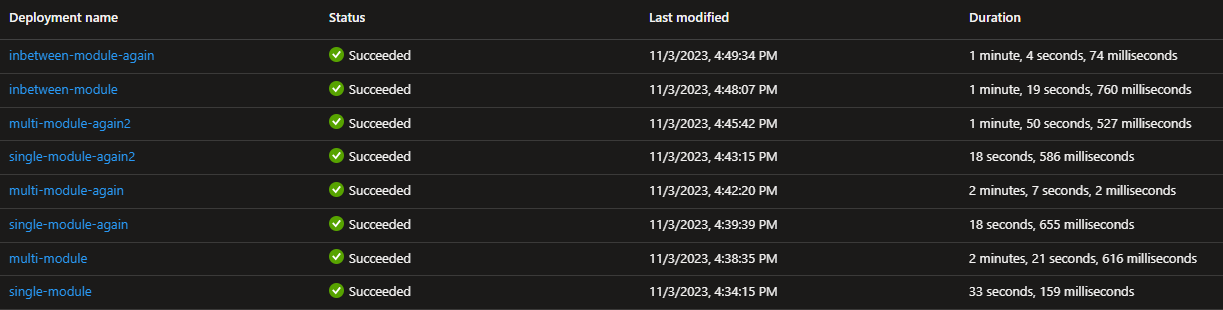 Deployment name Status Last modified Duration
inbetween-module-again Succeeded 11/3/2023, 4:49:34 PM 1 minute, 4 seconds, 74 milliseconds
inbetween-module Succeeded 11/3/2023, 4:48:07 PM 1 minute, 19 seconds, 760 milliseconds
multi-module-again2 Succeeded 11/3/2023, 4:45:42 PM 1 minute, 50 seconds, 527 milliseconds
single-module-again2 Succeeded 11/3/2023, 4:43:15 PM 18 seconds, 586 milliseconds
multi-module-again Succeeded 11/3/2023, 4:42:20 PM 2 minutes, 7 seconds, 2 milliseconds
single-module-again Succeeded 11/3/2023, 4:39:39 PM 18 seconds, 655 milliseconds
multi-module Succeeded 11/3/2023, 4:38:35 PM 2 minutes, 21 seconds, 616 milliseconds
single-module Succeeded 11/3/2023, 4:34:15 PM 33 seconds, 159 milliseconds